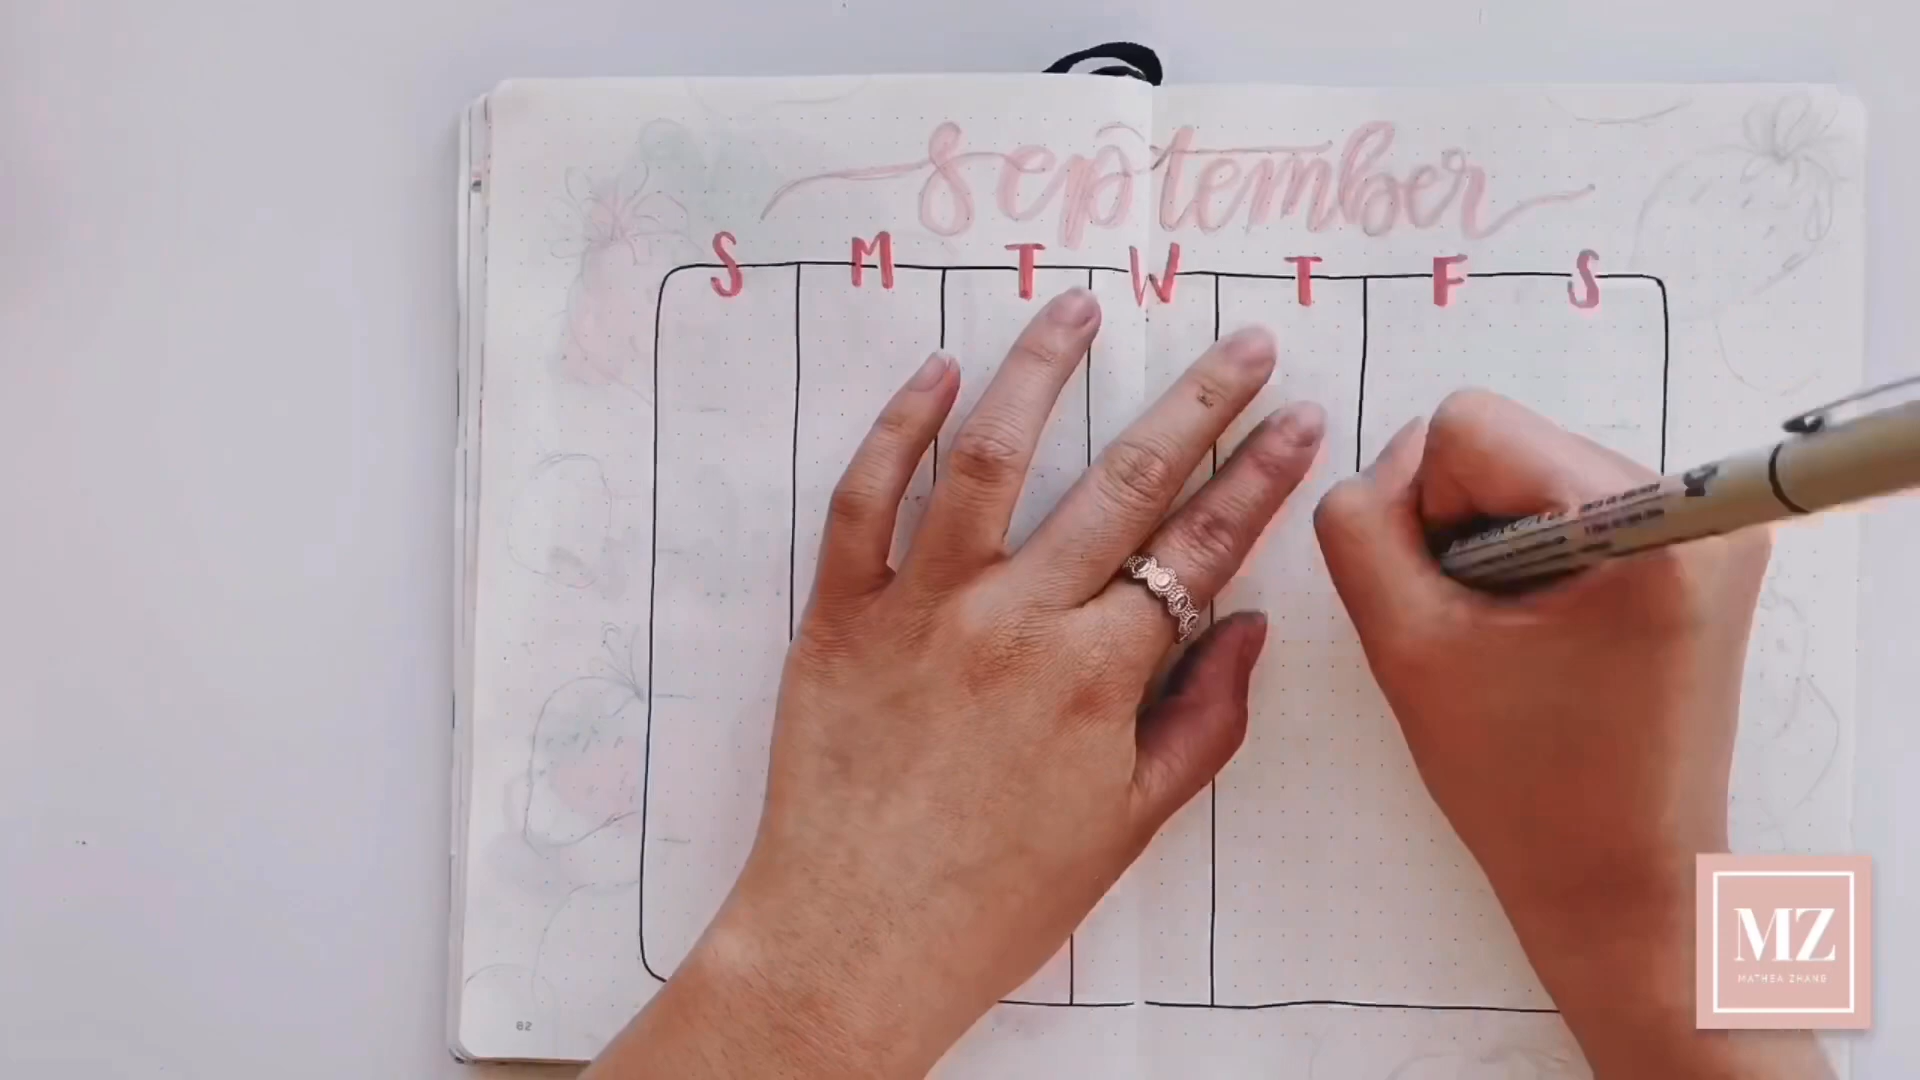 september
S M T W T F S
MZ
MATHEA ZHANG
62